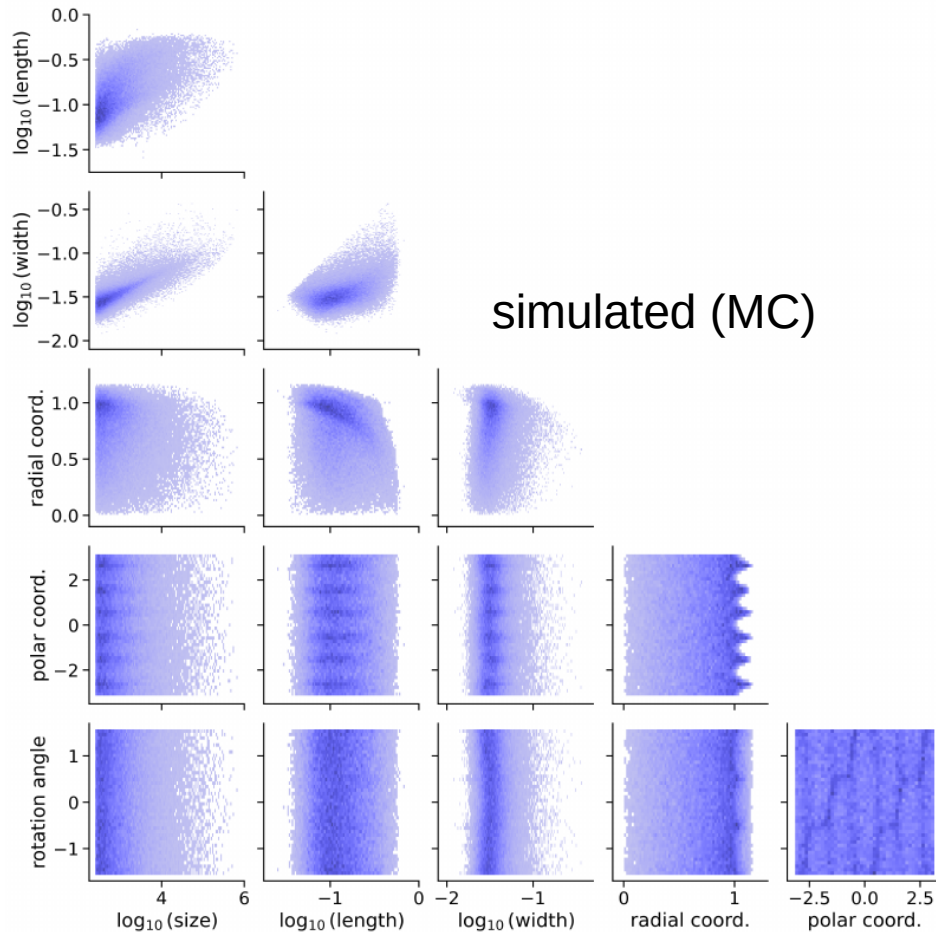 0.0
−0.5
−1.0
−1.5
log₁₀(length)
−0.5
−1.0
−1.5
−2.0
log₁₀(width)
simulated (MC)
1.0
0.5
0.0
radial coord.
2
0
−2
polar coord.
1
0
−1
rotation angle
4 6
−1 0
−2 −1
0 1
−2.5 0.0 2.5
log₁₀(size) log₁₀(length) log₁₀(width) radial coord. polar coord.